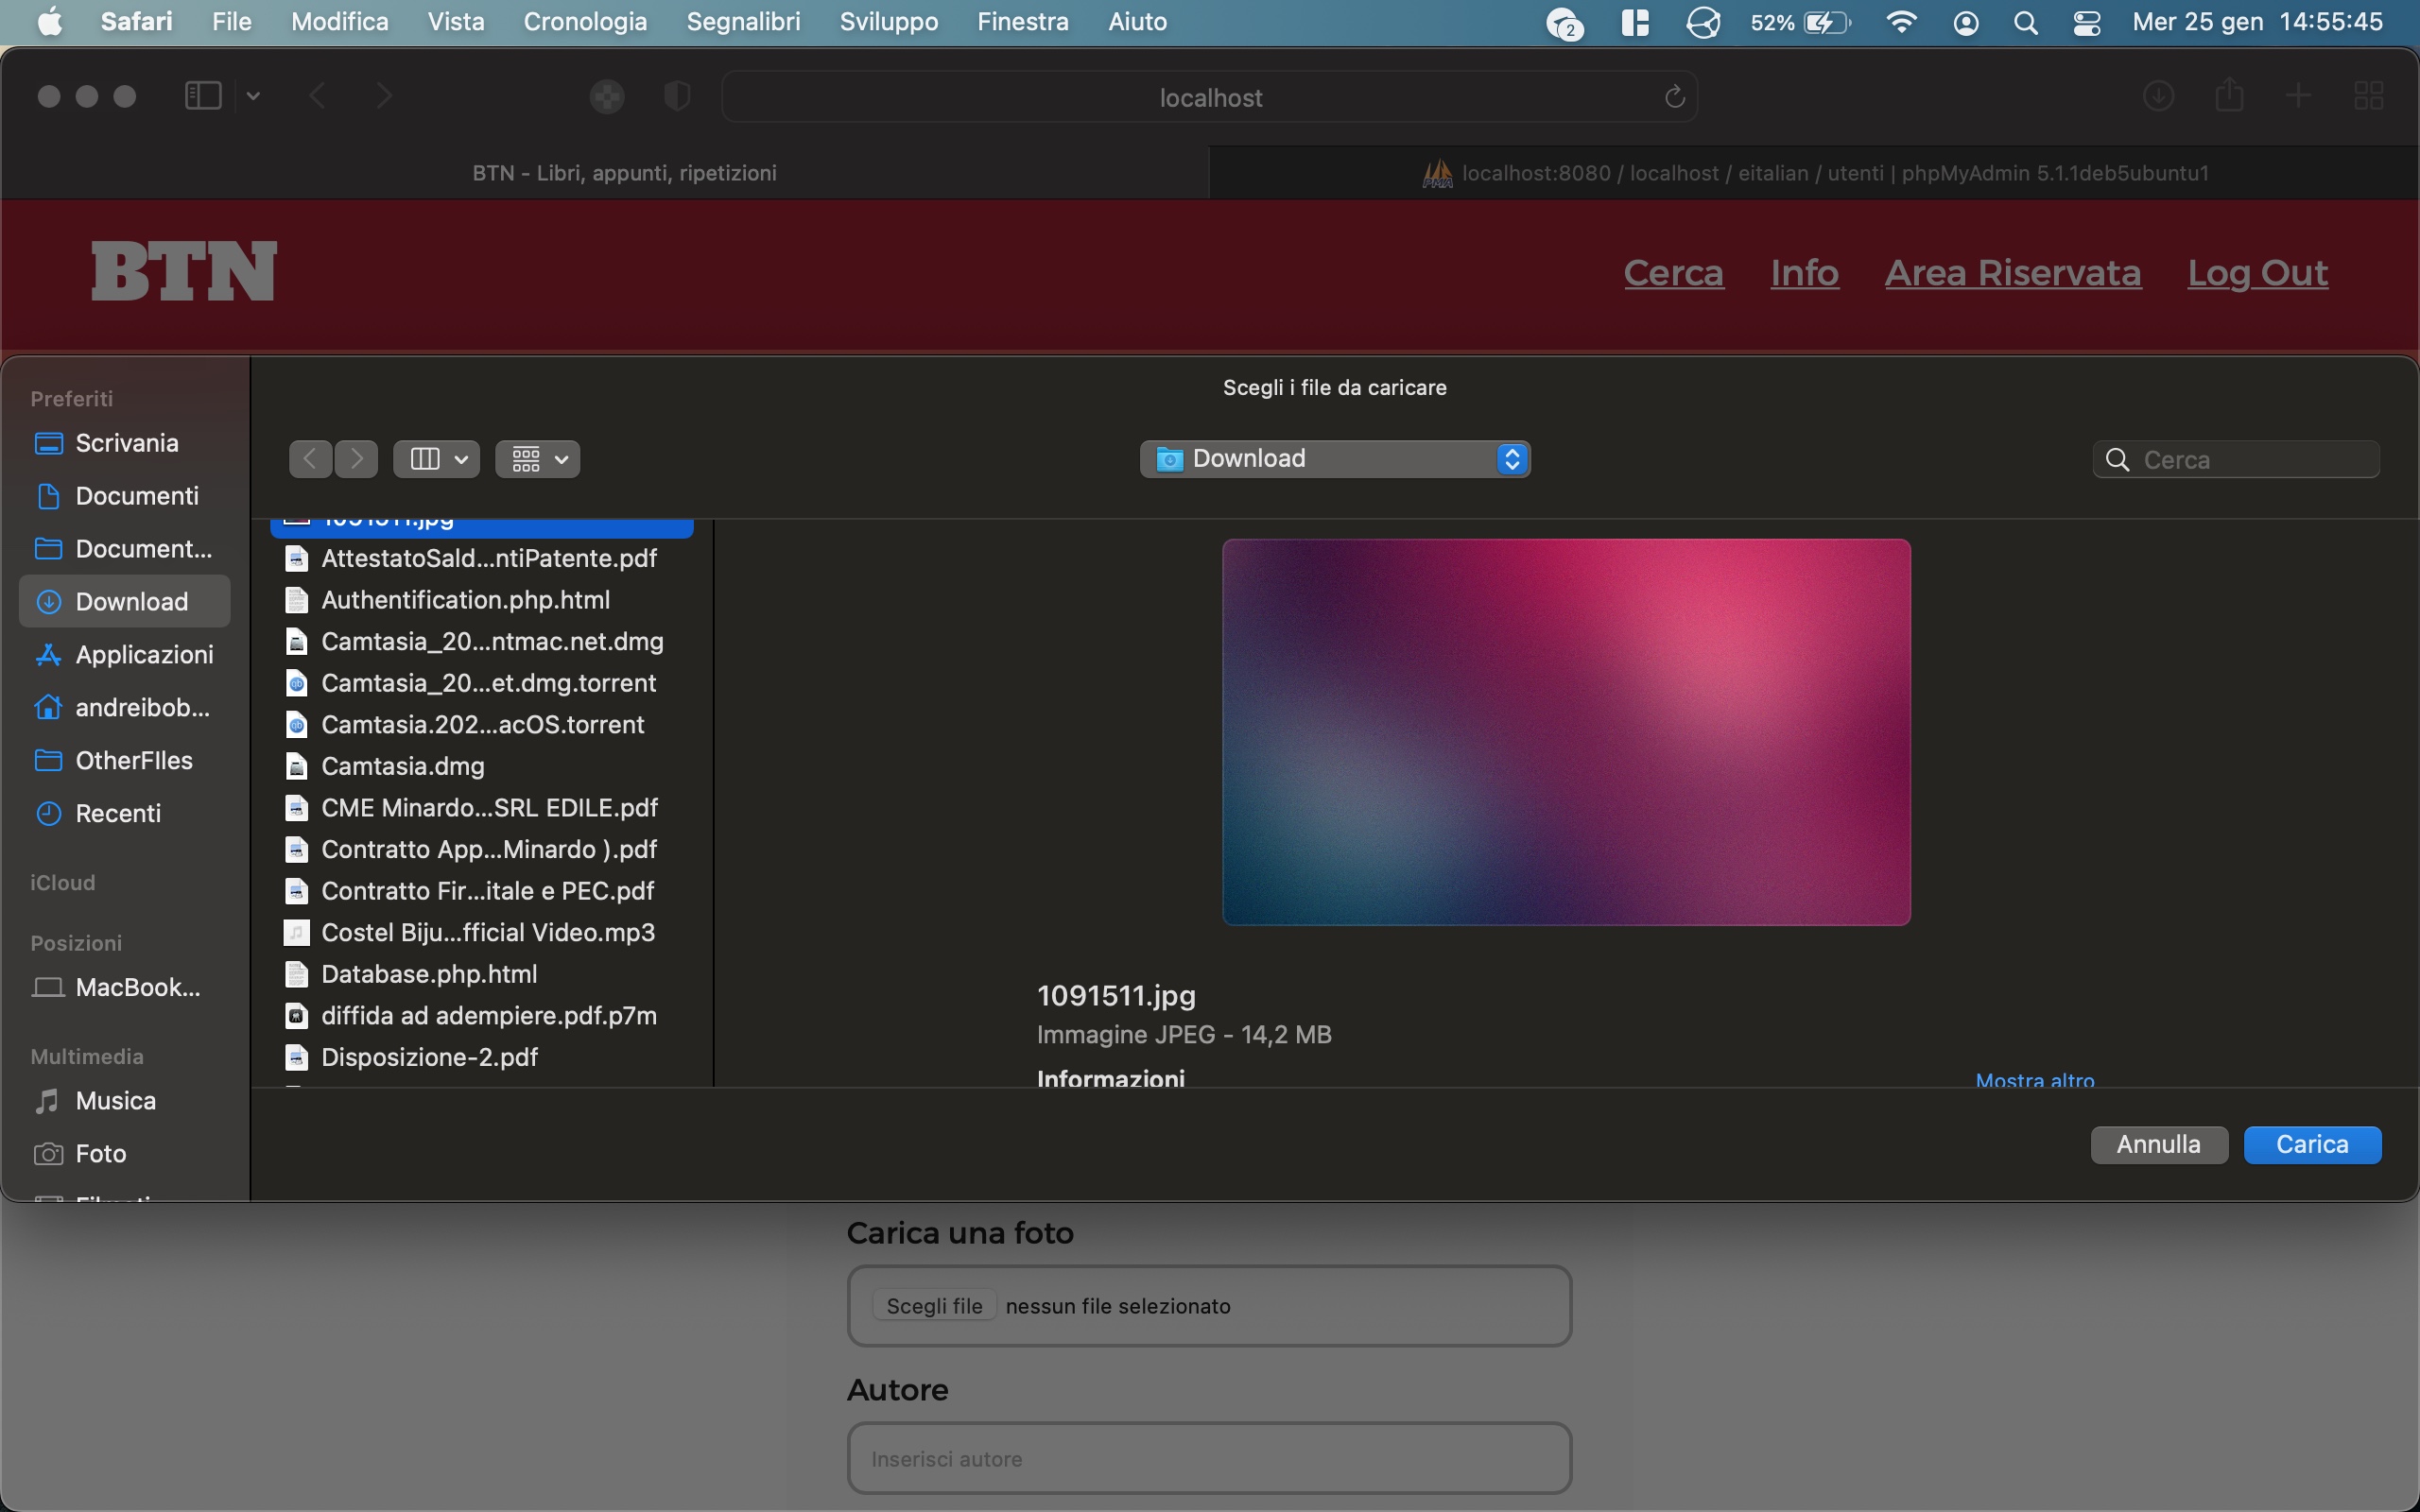 Safari File Modifica Vista Cronologia Segnalibri Sviluppo Finestra Aiuto 2 52% Mer 25 gen 14:55:45
localhost
BTN - Libri, appunti, ripetizioni
localhost:8080 / localhost / eitalian / utenti | phpMyAdmin 5.1.1deb5ubuntu1
BTN
Cerca Info Area Riservata Log Out
Scegli i file da caricare
Download
Cerca
Preferiti
Scrivania
Documenti
Document...
Download
Applicazioni
andreibob...
OtherFIles
Recenti
iCloud
Posizioni
MacBook...
Multimedia
Musica
Foto
Filmati
1091511.jpg
AttestatoSald...ntiPatente.pdf
Authentification.php.html
Camtasia_20...ntmac.net.dmg
Camtasia_20...et.dmg.torrent
Camtasia.202...acOS.torrent
Camtasia.dmg
CME Minardo...SRL EDILE.pdf
Contratto App...Minardo ).pdf
Contratto Fir...itale e PEC.pdf
Costel Biju...fficial Video.mp3
Database.php.html
diffida ad adempiere.pdf.p7m
Disposizione-2.pdf
1091511.jpg
Immagine JPEG - 14,2 MB
Informazioni
Mostra altro
Annulla Carica
Carica una foto
Scegli file nessun file selezionato
Autore
Inserisci autore